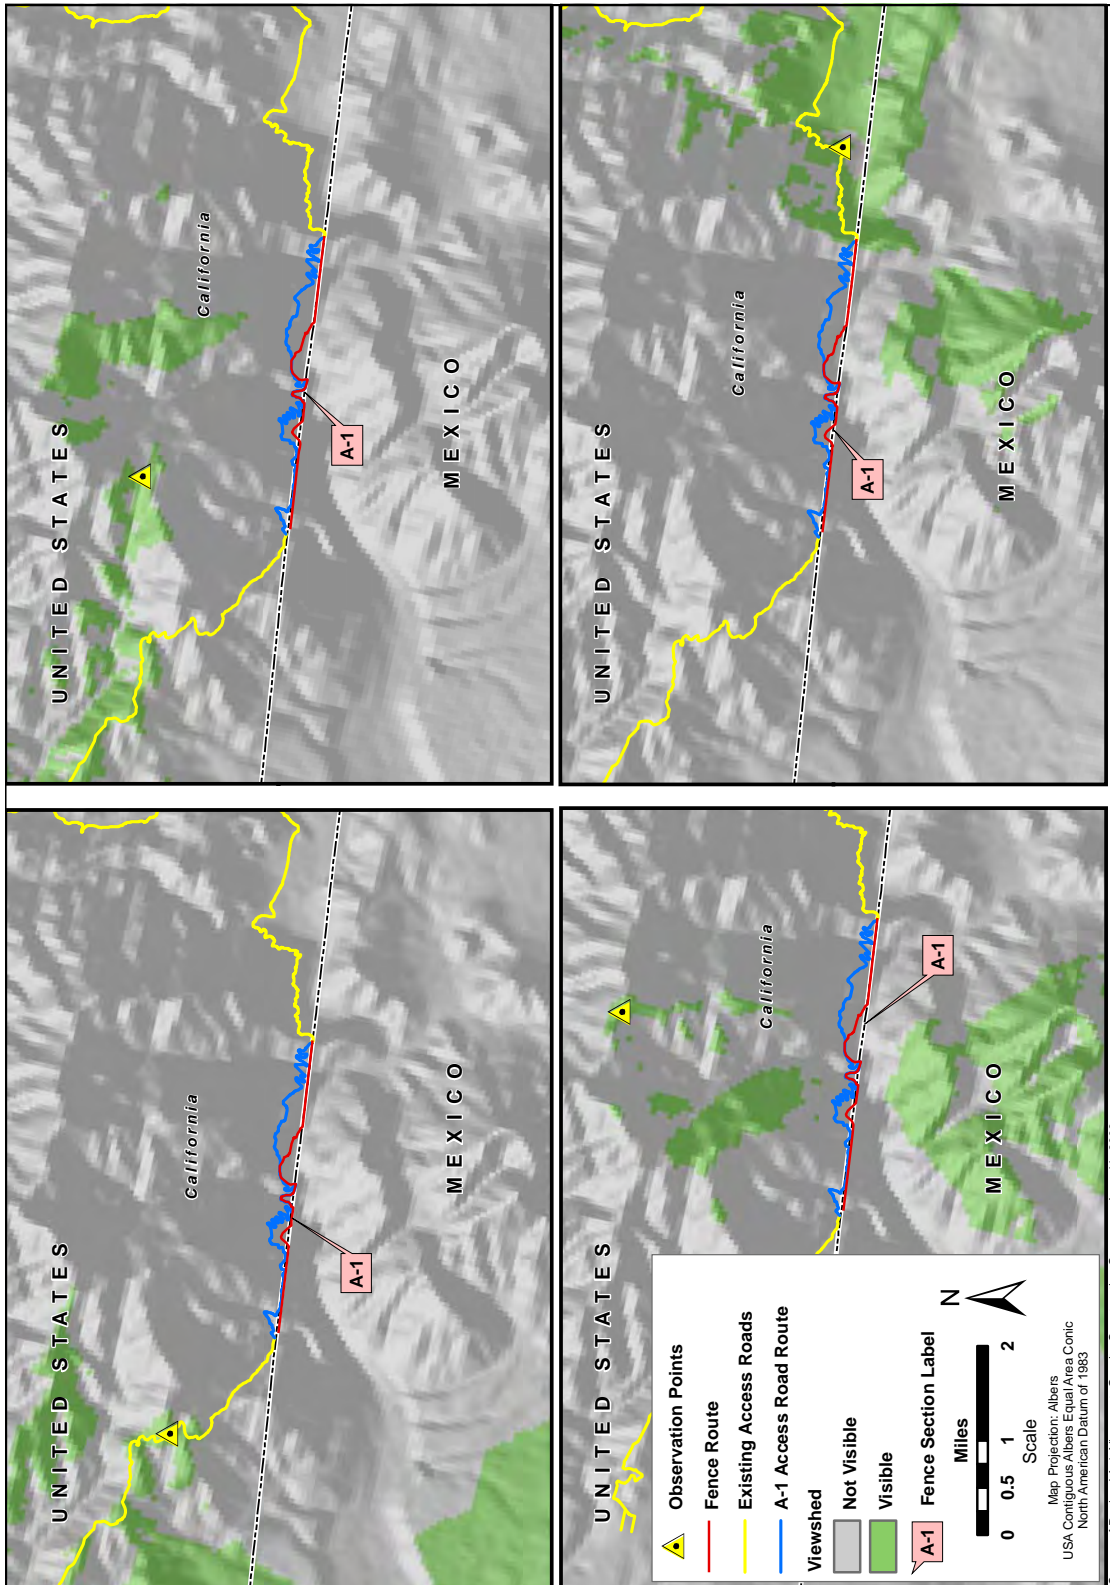 UNITED STATES
California
A-1
MEXICO
UNITED STATES
California
A-1
MEXICO
UNITED STATES
California
A-1
MEXICO
Observation Points
Fence Route
Existing Access Roads
A-1 Access Road Route
Viewshed
Not Visible
Visible
A-1 Fence Section Label
Miles
0 0.5 1 2
Scale
N
Map Projection: Albers
USA Contiguous Albers Equal Area Conic
North American Datum of 1983
UNITED STATES
California
A-1
MEXICO